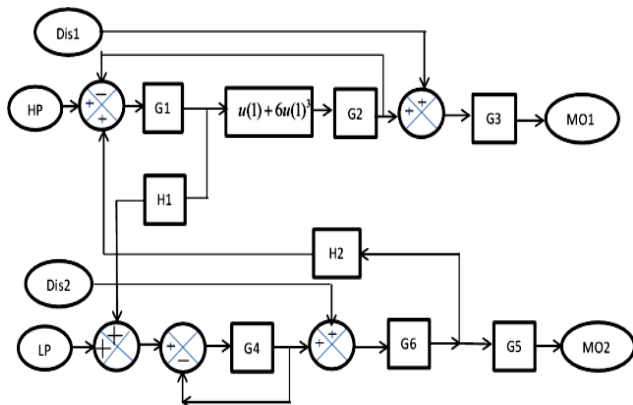 Dis1
HP
G1
u(1)+6u(1)^3
G2
G3
MO1
H1
H2
Dis2
LP
G4
G6
G5
MO2